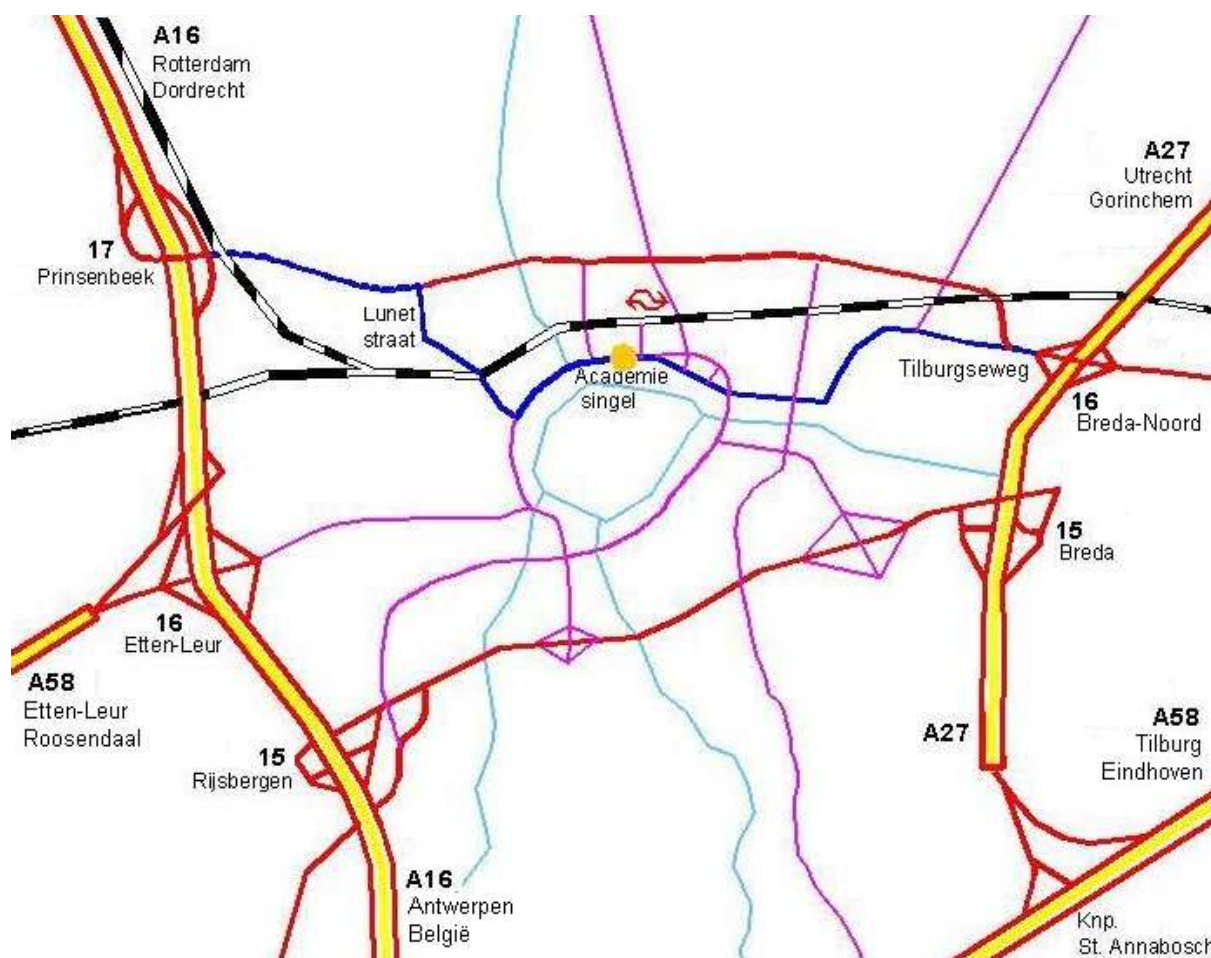 A16
Rotterdam
Dordrecht
A27
Utrecht
Gorinchem
17
Prinsenbeek
Lunet
straat
Academie
singel
Tilburgseweg
16
Breda-Noord
15
Breda
16
Etten-Leur
A58
Etten-Leur
Roosendaal
15
Rijsbergen
A27
A58
Tilburg
Eindhoven
A16
Antwerpen
België
Knp.
St. Annabosch